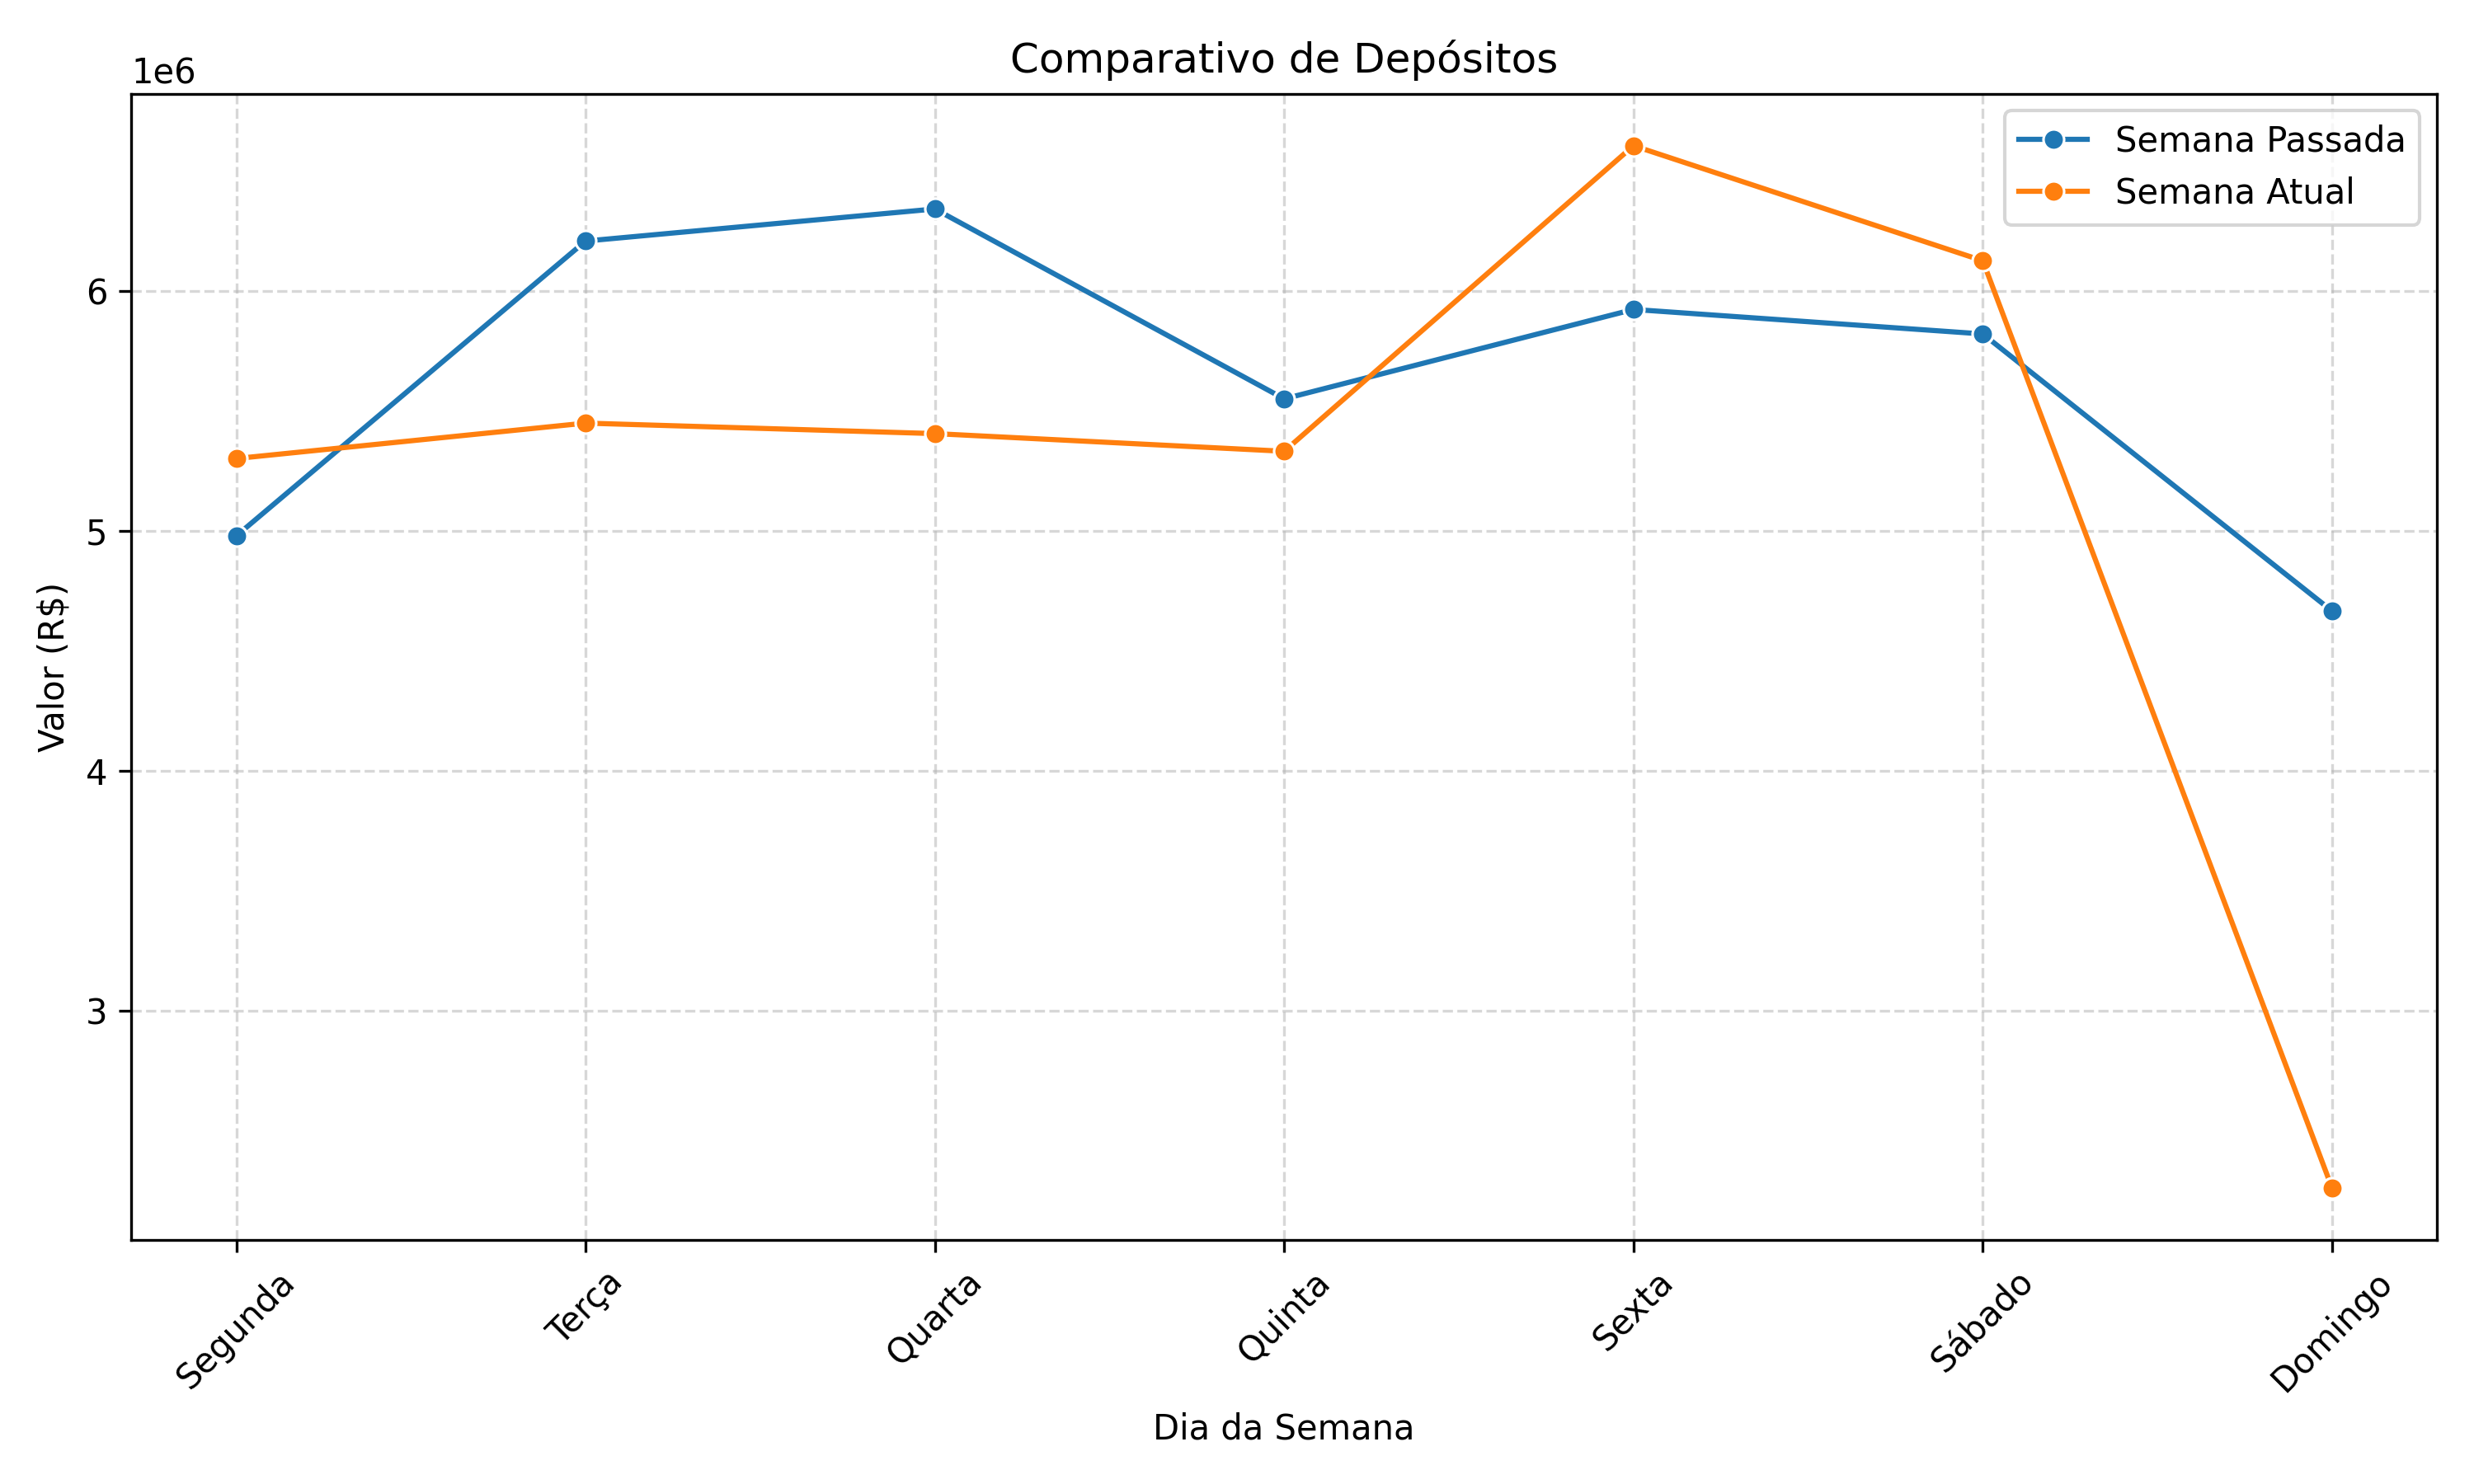 Comparativo de Depósitos
1e6
Semana Passada
Semana Atual
6
5
4
3
Valor (R$)
Segunda
Terça
Quarta
Quinta
Sexta
Sábado
Domingo
Dia da Semana